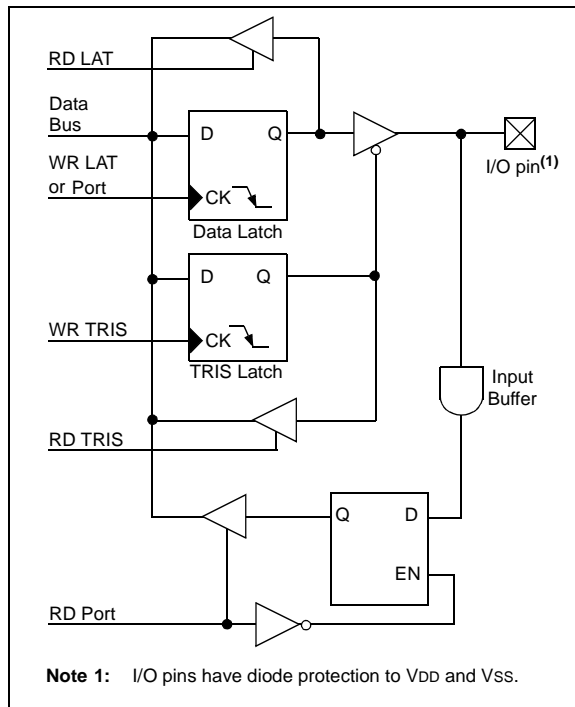 RD LAT
Data
Bus
D Q
WR LAT
or Port
CK
Data Latch
I/O pin(1)
D Q
WR TRIS
CK
TRIS Latch
Input
Buffer
RD TRIS
Q D
EN
RD Port
Note 1: I/O pins have diode protection to VDD and VSS.